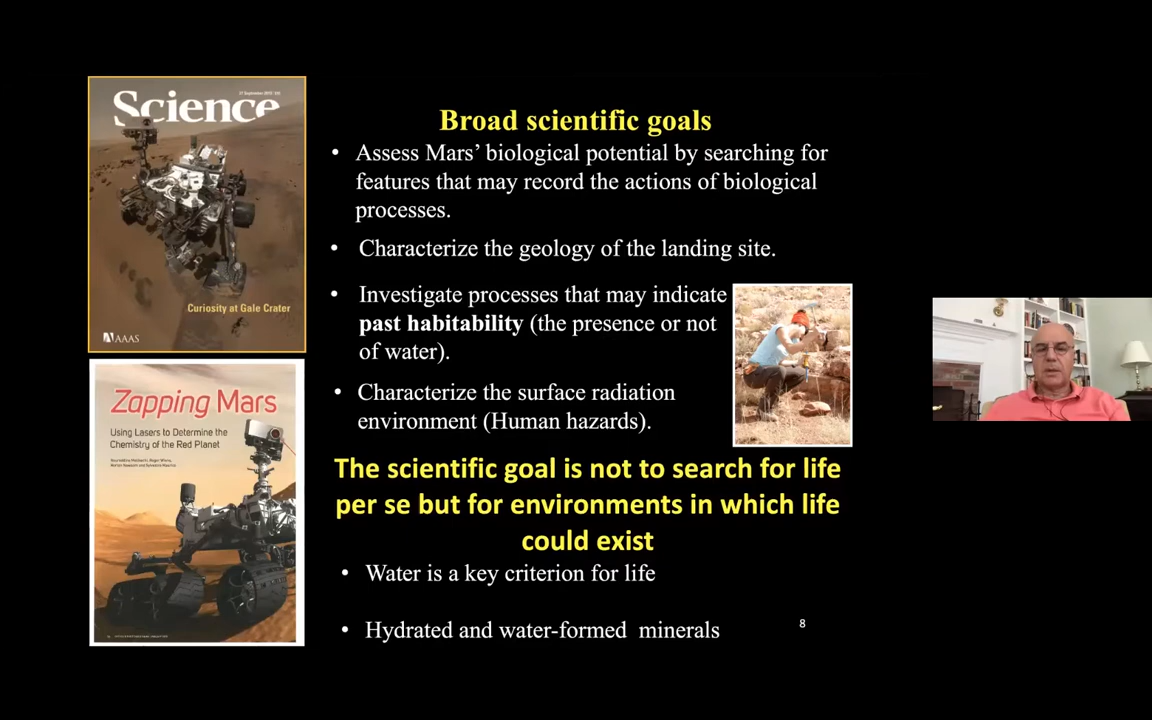 Science
Curiosity at Gale Crater
AAAS
Zapping Mars
Using Lasers to Determine the
Chemistry of the Red Planet
Broad scientific goals
• Assess Mars’ biological potential by searching for
features that may record the actions of biological
processes.
• Characterize the geology of the landing site.
• Investigate processes that may indicate
past habitability (the presence or not
of water).
• Characterize the surface radiation
environment (Human hazards).
The scientific goal is not to search for life
per se but for environments in which life
could exist
• Water is a key criterion for life
• Hydrated and water-formed minerals
8